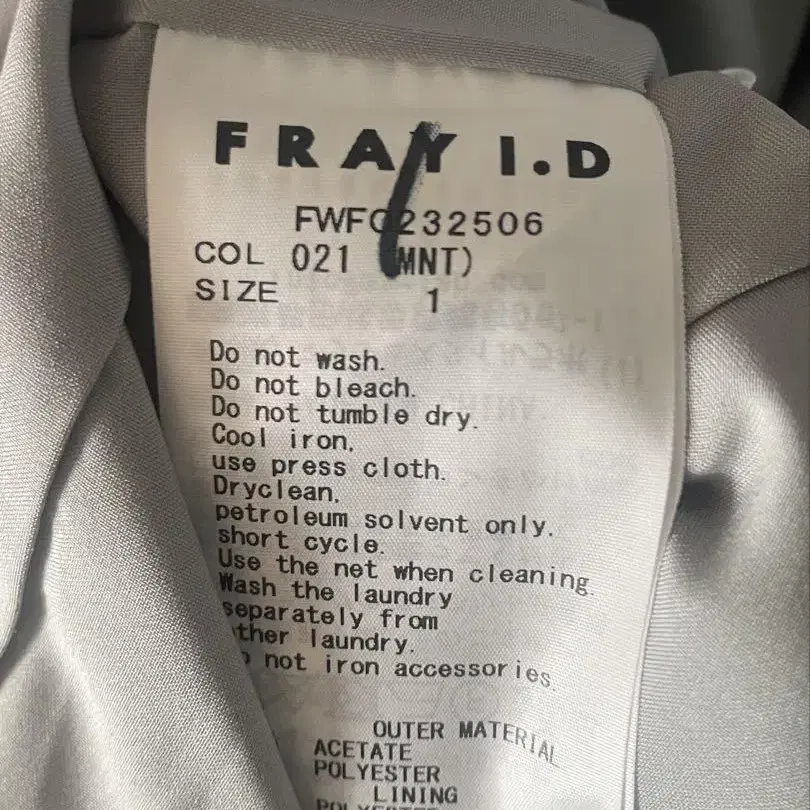 FRAY I.D
FWFO232506
COL 021 (MNT)
SIZE 1
Do not wash.
Do not bleach.
Do not tumble dry.
Cool iron,
use press cloth.
Dryclean,
petroleum solvent only.
short cycle.
Use the net when cleaning.
Wash the laundry
separately from
ther laundry.
o not iron accessories.
OUTER MATERIAL
ACETATE
POLYESTER
LINING